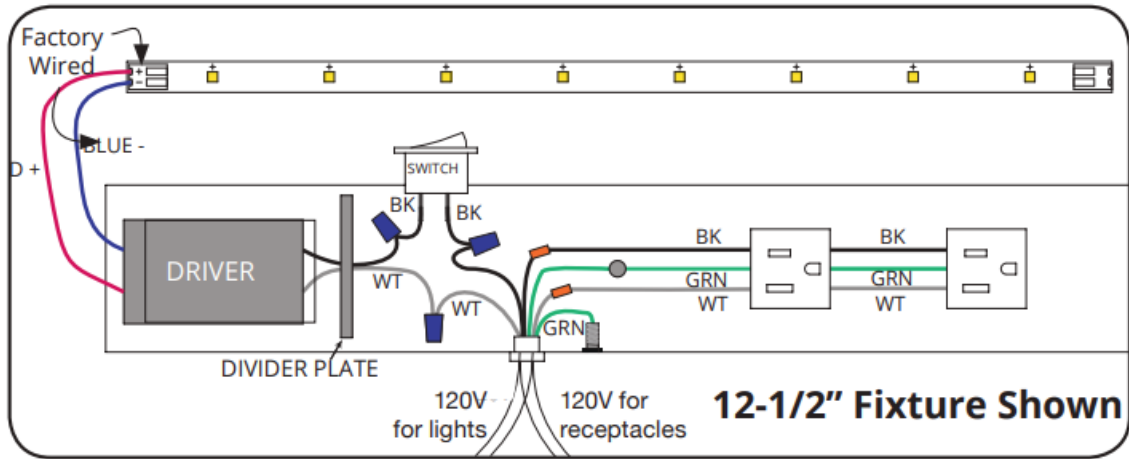 Factory
Wired
+
-
+ + + + + + + +
BLUE -
D +
SWITCH
BK
BK
BK
BK
DRIVER
WT
WT
GRN
WT
GRN
WT
GRN
DIVIDER PLATE
120V
for lights
120V for
receptacles
12-1/2” Fixture Shown